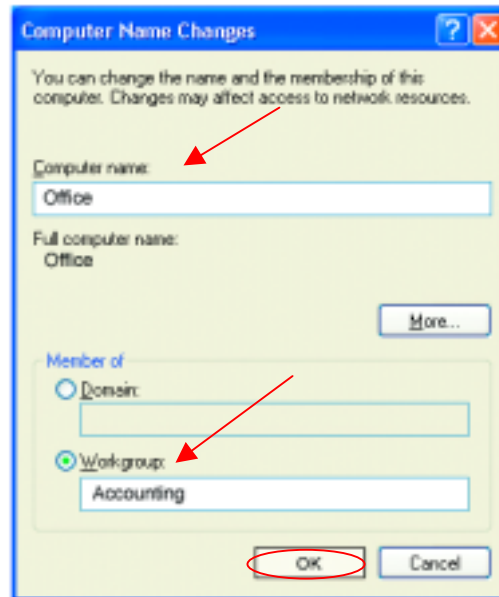 Computer Name Changes
You can change the name and the membership of this
computer. Changes may affect access to network resources.
Computer name:
Office
Full computer name:
Office
More...
Member of
Domain:
Workgroup:
Accounting
OK Cancel